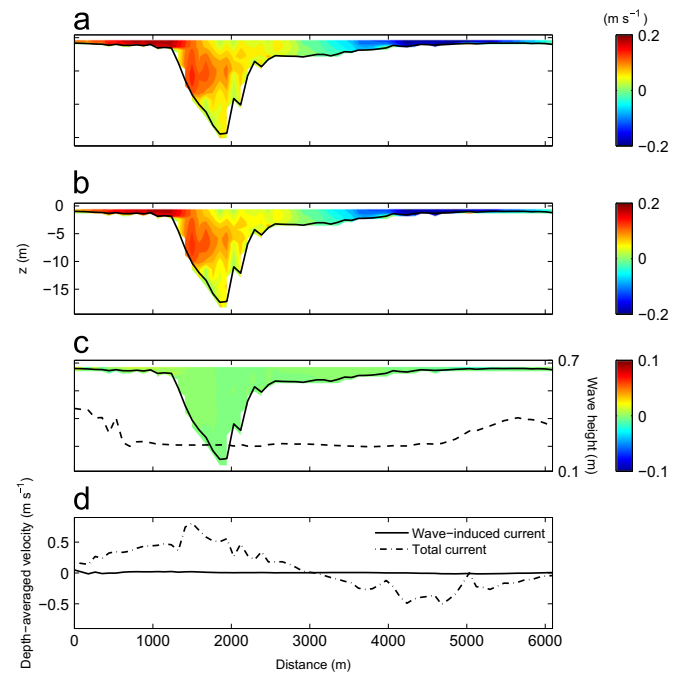 a
(m s⁻¹)
0.2
0
−0.2
b
0
−5
−10
−15
z (m)
0.2
0
−0.2
c
0.7
0.1
Wave height (m)
0.1
0
−0.1
d
Depth−averaged velocity (m s⁻¹)
0.5
0
−0.5
Wave−induced current
Total current
0 1000 2000 3000 4000 5000 6000
Distance (m)